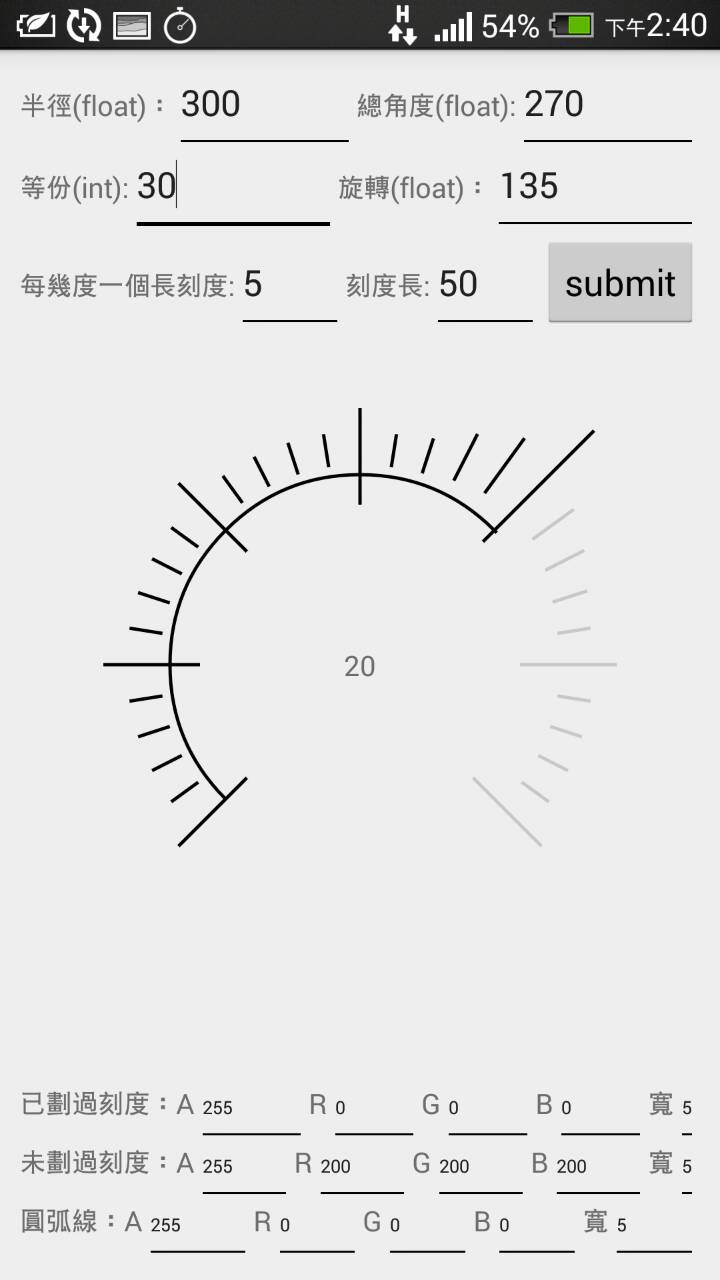 H 54% 下午2:40
半徑(float)： 300 總角度(float): 270
等份(int): 30 旋轉(float)： 135
每幾度一個長刻度: 5 刻度長: 50 submit
20
已劃過刻度：A 255 R 0 G 0 B 0 寬 5
未劃過刻度：A 255 R 200 G 200 B 200 寬 5
圓弧線：A 255 R 0 G 0 B 0 寬 5